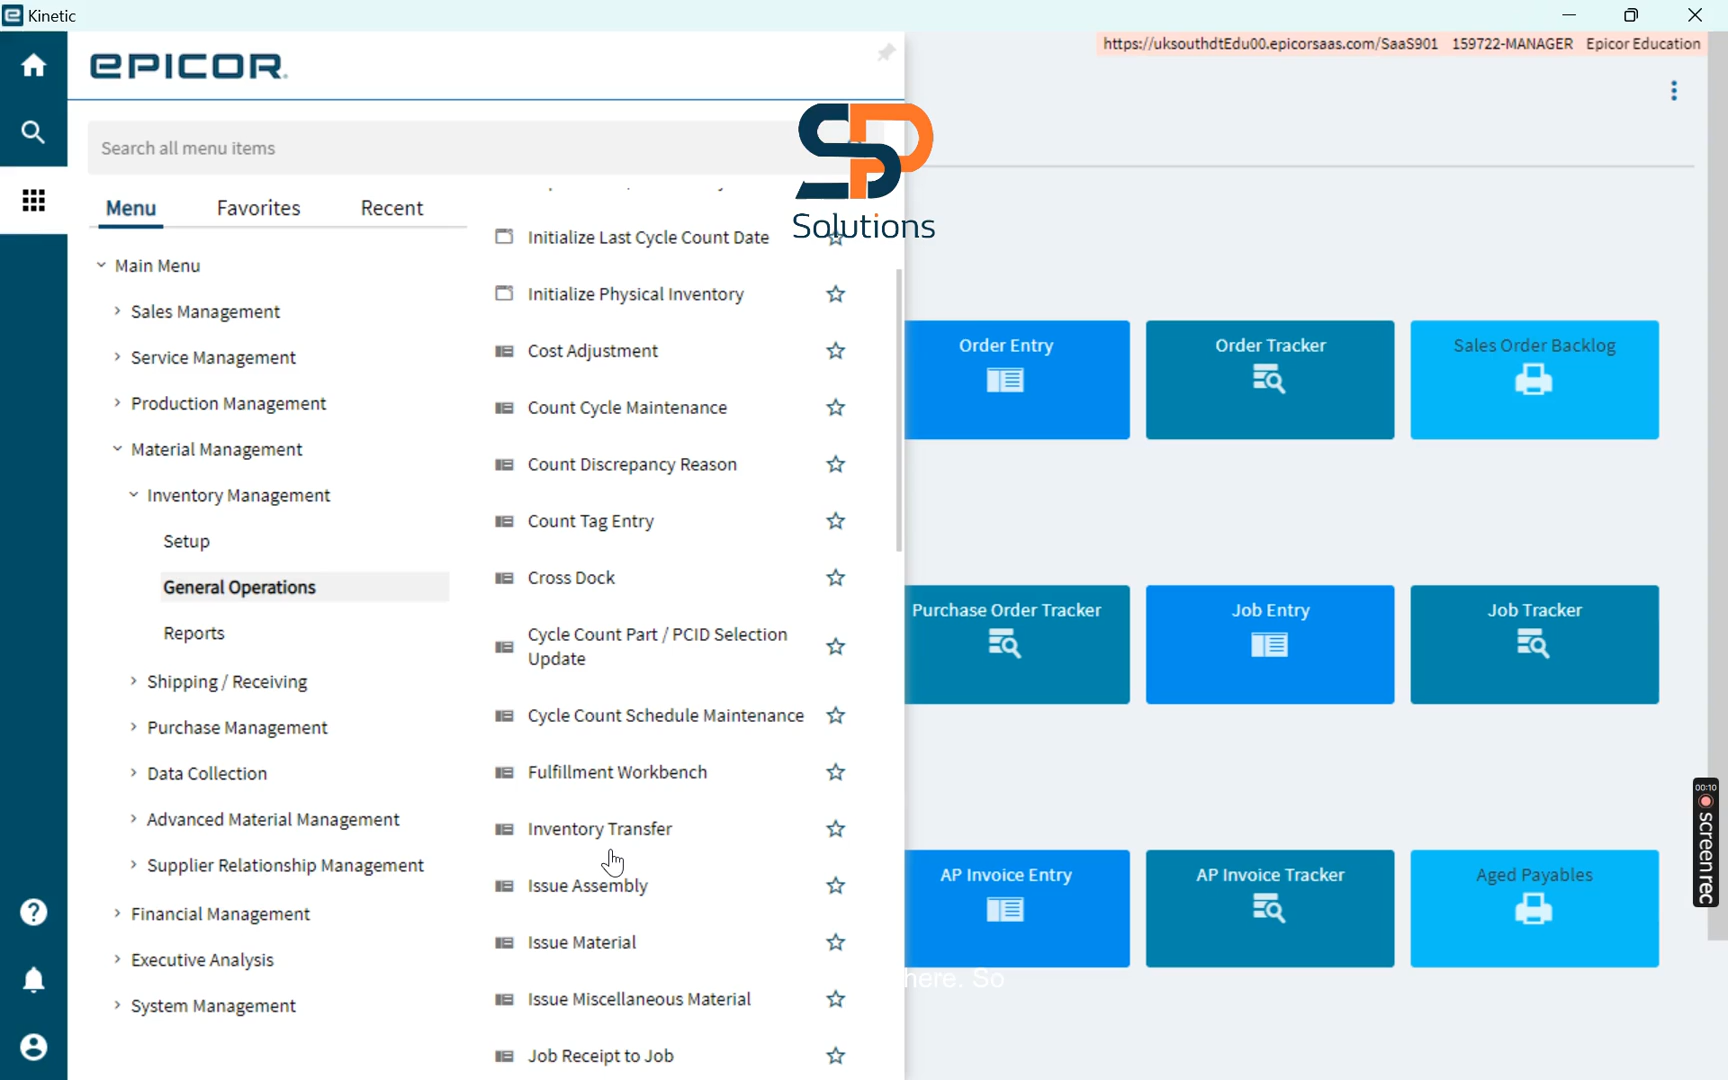 Kinetic
https://uksouthdtEdu00.epicorsaas.com/SaaS901 159722-MANAGER Epicor Education
EPICOR
Search all menu items
SP
Solutions
Menu Favorites Recent
Main Menu
Sales Management
Service Management
Production Management
Material Management
Inventory Management
Setup
General Operations
Reports
Shipping / Receiving
Purchase Management
Data Collection
Advanced Material Management
Supplier Relationship Management
Financial Management
Executive Analysis
System Management
Initialize Last Cycle Count Date
Initialize Physical Inventory
Cost Adjustment
Count Cycle Maintenance
Count Discrepancy Reason
Count Tag Entry
Cross Dock
Cycle Count Part / PCID Selection
Update
Cycle Count Schedule Maintenance
Fulfillment Workbench
Inventory Transfer
Issue Assembly
Issue Material
Issue Miscellaneous Material
Job Receipt to Job
Order Entry Order Tracker Sales Order Backlog
Purchase Order Tracker Job Entry Job Tracker
AP Invoice Entry AP Invoice Tracker Aged Payables
here. So
00:10
screenrec